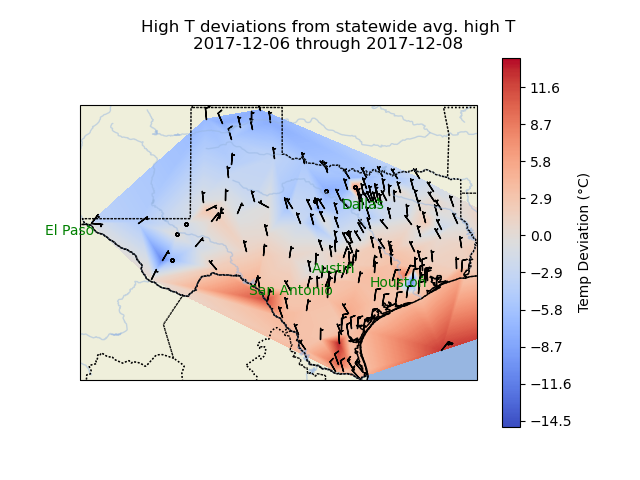 High T deviations from statewide avg. high T
2017-12-06 through 2017-12-08
El Paso
Dallas
Austin
San Antonio
Houston
11.6
8.7
5.8
2.9
0.0
−2.9
−5.8
−8.7
−11.6
−14.5
Temp Deviation (°C)